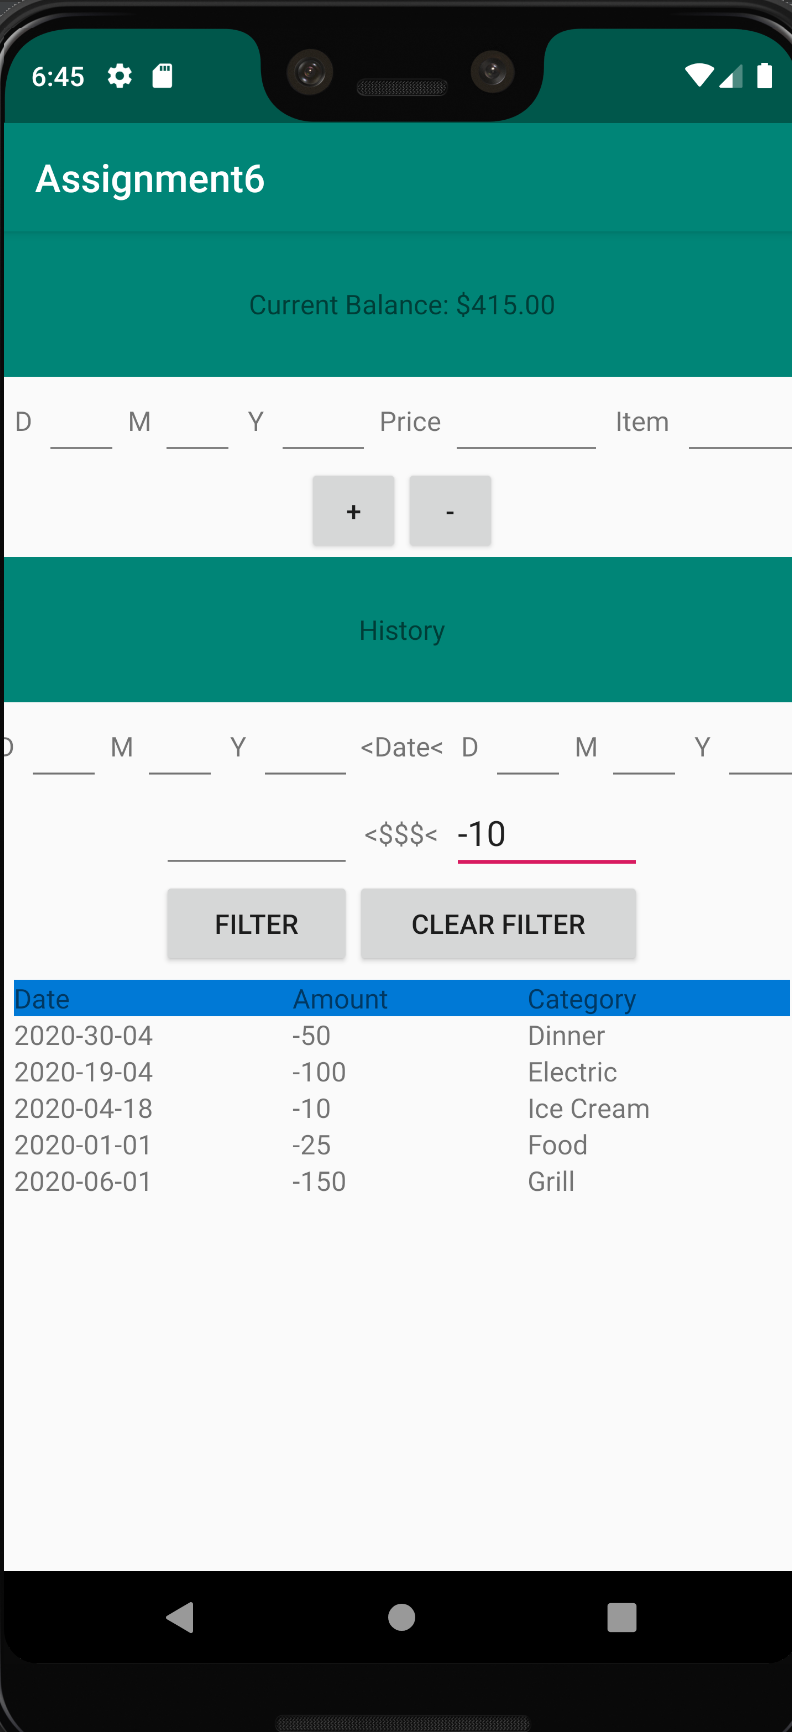 6:45
Assignment6
Current Balance: $415.00
D M Y Price Item
+ -
History
D M Y <Date< D M Y
<$$$< -10
FILTER CLEAR FILTER
Date Amount Category
2020-30-04 -50 Dinner
2020-19-04 -100 Electric
2020-04-18 -10 Ice Cream
2020-01-01 -25 Food
2020-06-01 -150 Grill